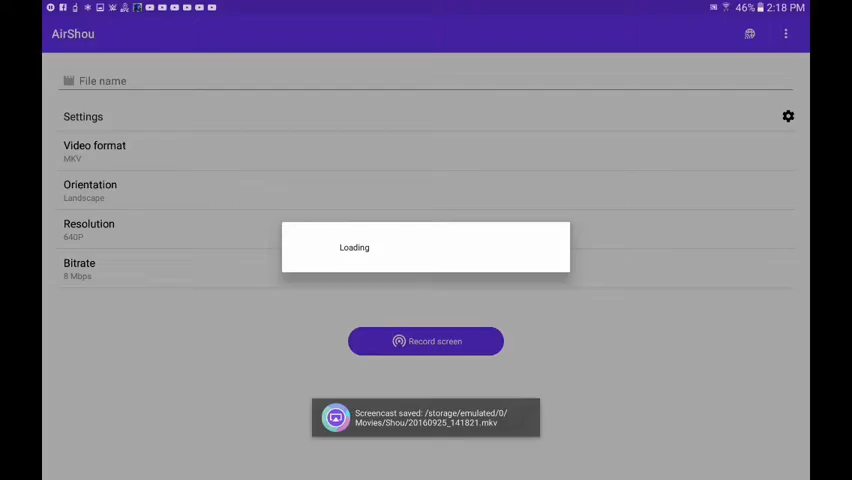 46% 2:18 PM
AirShou
File name
Settings
Video format
MKV
Orientation
Landscape
Resolution
640P
Bitrate
8 Mbps
Loading
Record screen
Screencast saved: /storage/emulated/0/
Movies/Shou/20160925_141821.mkv